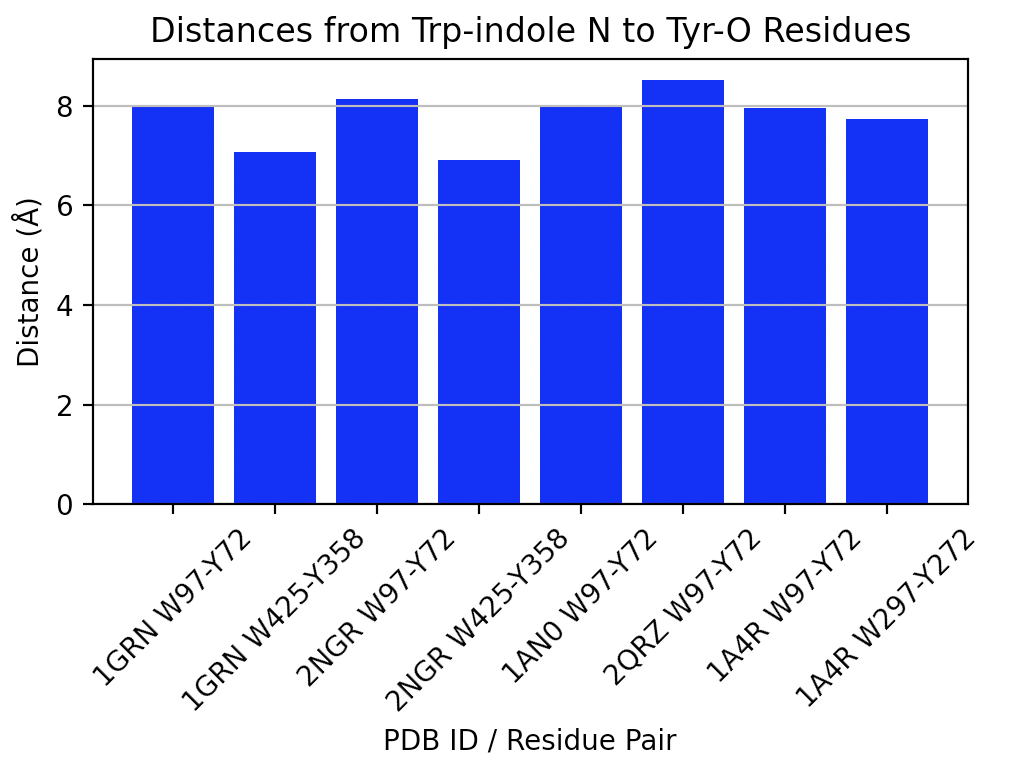 Distances from Trp-indole N to Tyr-O Residues
Distance (Å)
8
6
4
2
0
1GRN W97-Y72
1GRN W425-Y358
2NGR W97-Y72
2NGR W425-Y358
1AN0 W97-Y72
2QRZ W97-Y72
1A4R W97-Y72
1A4R W297-Y272
PDB ID / Residue Pair